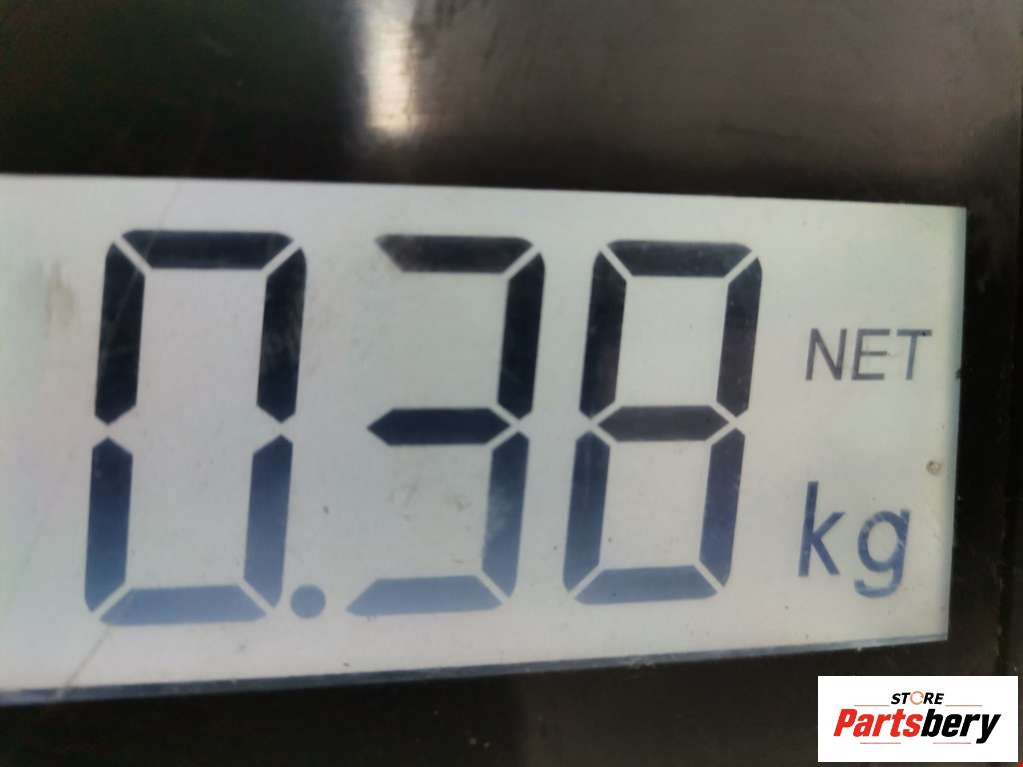 0.38
NET
kg
STORE
Partsbery